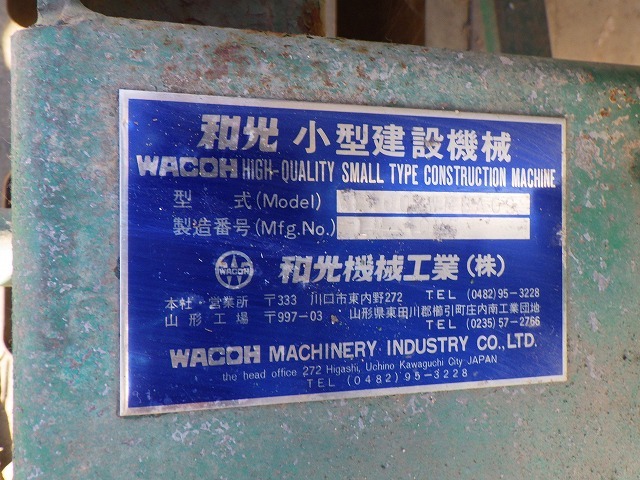 和光 小型建設機械
WACOH HIGH-QUALITY SMALL TYPE CONSTRUCTION MACHINE
型 式 (Model)
製造番号 (Mfg.No.)
WACOH 和光機械工業(株)
本社・営業所 〒333 川口市東内野272 TEL (0482)95-3228
山形工場 〒997-03 山形県東田川郡櫛引町庄内南工業団地
TEL (0235)57-2766
WACOH MACHINERY INDUSTRY CO.,LTD.
the head office 272 Higashi, Uchino Kawaguchi City JAPAN
TEL (0482)95-3228